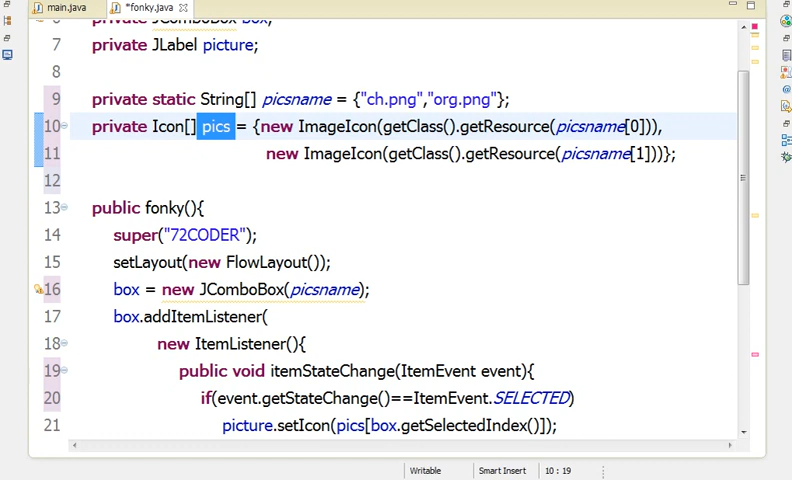 main.java
*fonky.java
private JComboBox box;
7 private JLabel picture;
8
9 private static String[] picsname = {"ch.png","org.png"};
10 private Icon[] pics = {new ImageIcon(getClass().getResource(picsname[0])),
11 new ImageIcon(getClass().getResource(picsname[1]))};
12
13 public fonky(){
14 super("72CODER");
15 setLayout(new FlowLayout());
16 box = new JComboBox(picsname);
17 box.addItemListener(
18 new ItemListener(){
19 public void itemStateChange(ItemEvent event){
20 if(event.getStateChange()==ItemEvent.SELECTED)
21 picture.setIcon(pics[box.getSelectedIndex()]);
Writable
Smart Insert
10 : 19